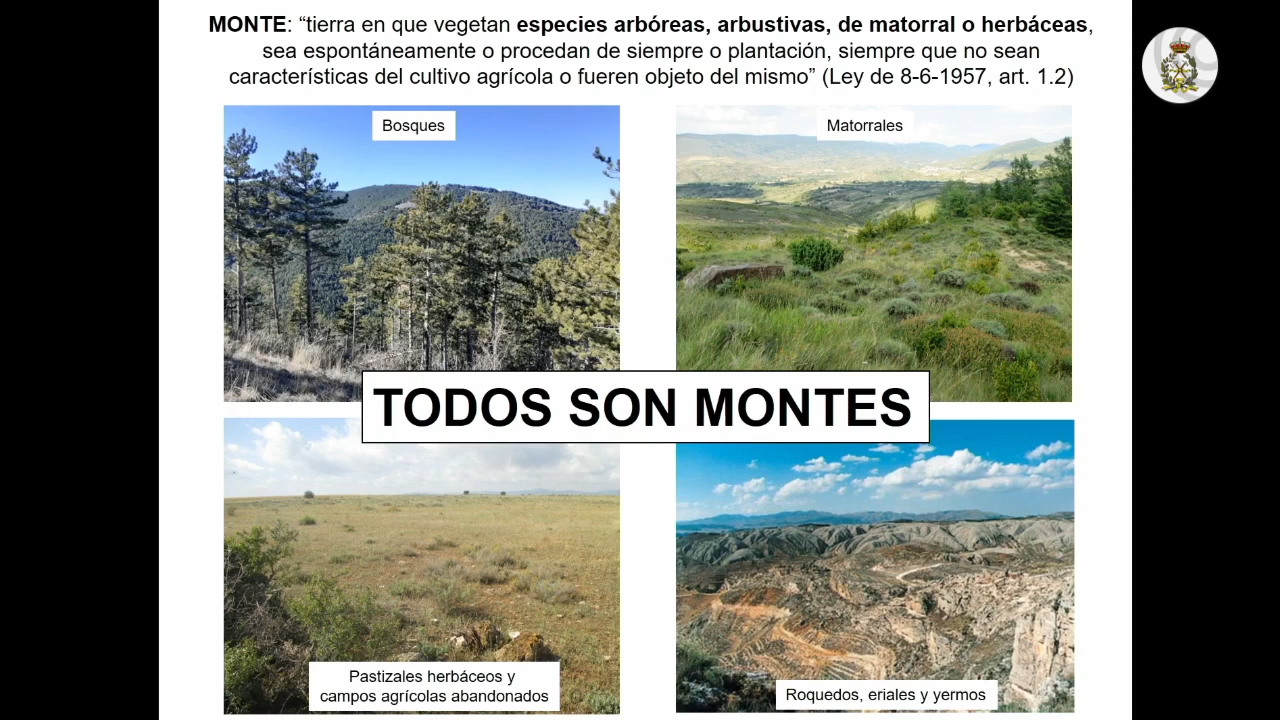 MONTE: “tierra en que vegetan especies arbóreas, arbustivas, de matorral o herbáceas,
sea espontáneamente o procedan de siempre o plantación, siempre que no sean
características del cultivo agrícola o fueren objeto del mismo” (Ley de 8-6-1957, art. 1.2)
Bosques
Matorrales
TODOS SON MONTES
Pastizales herbáceos y
campos agrícolas abandonados
Roquedos, eriales y yermos